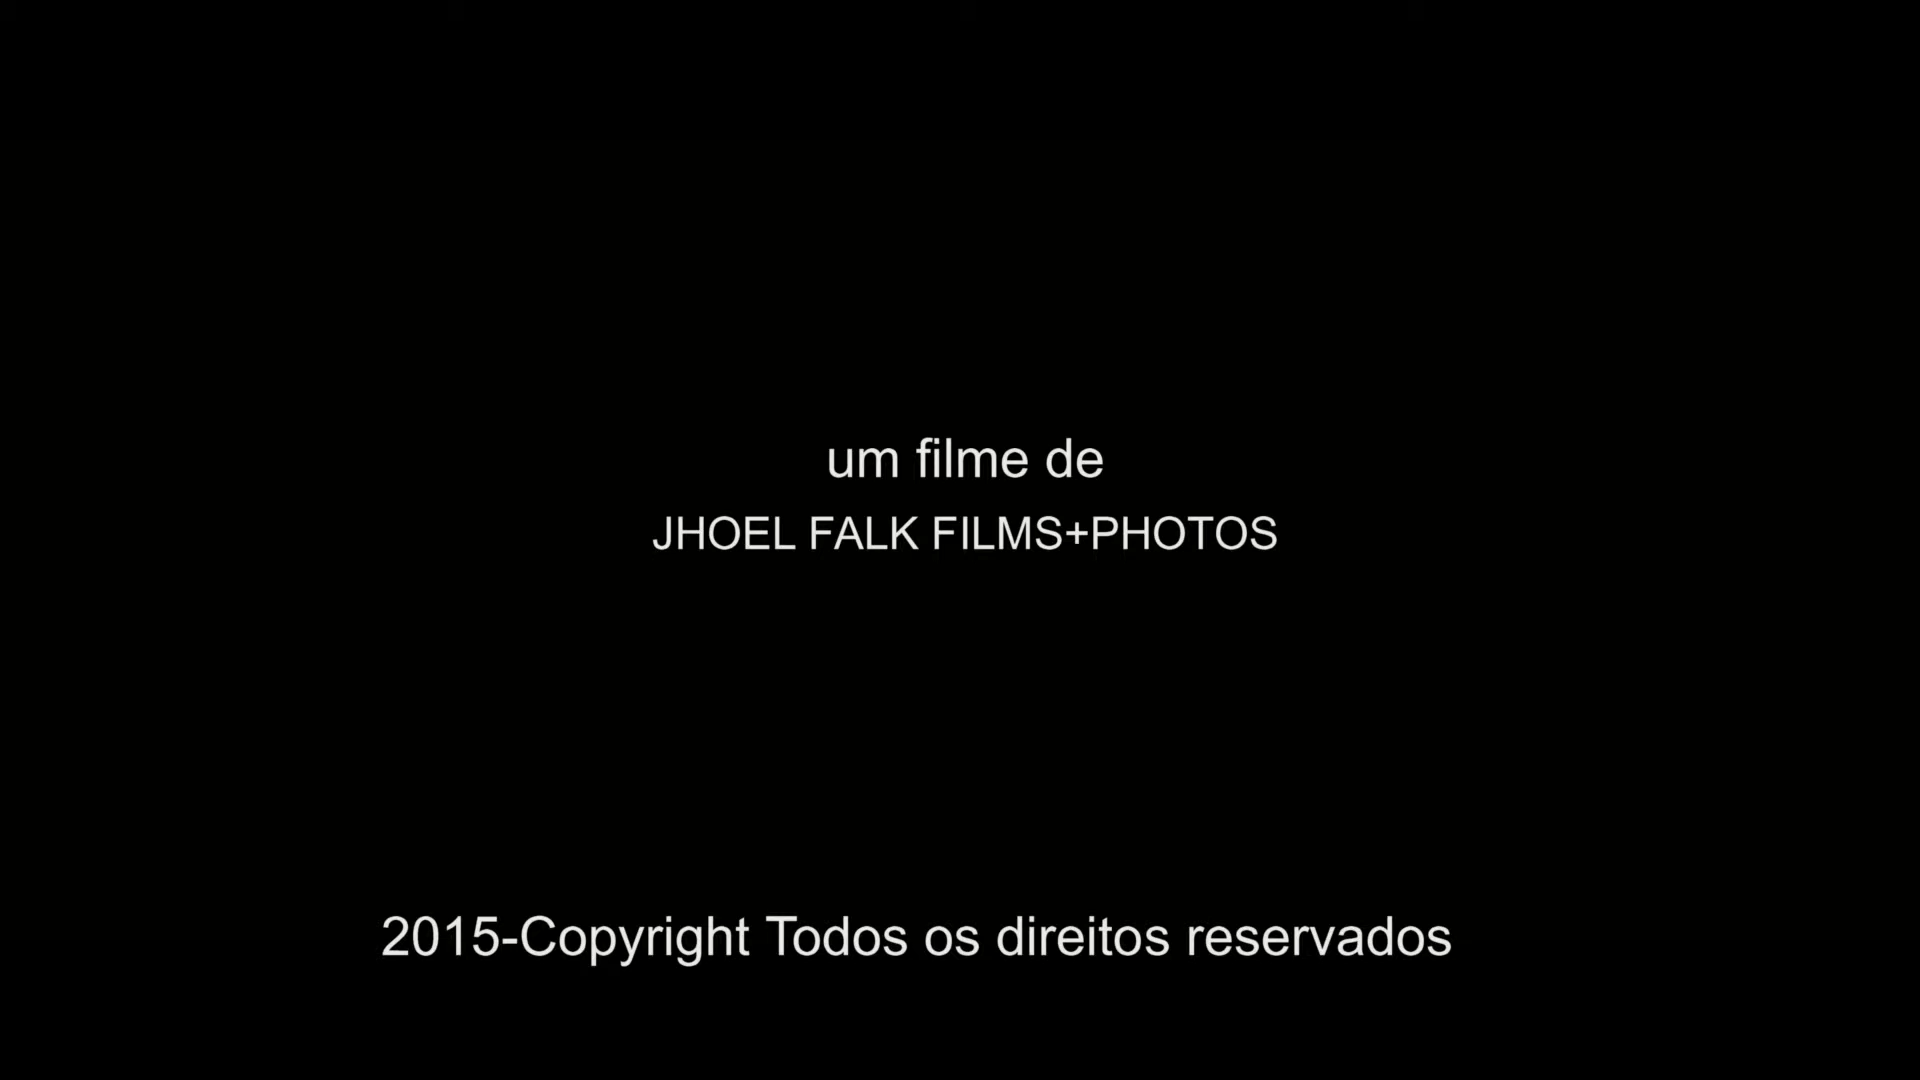 um filme de
JHOEL FALK FILMS+PHOTOS
2015-Copyright Todos os direitos reservados